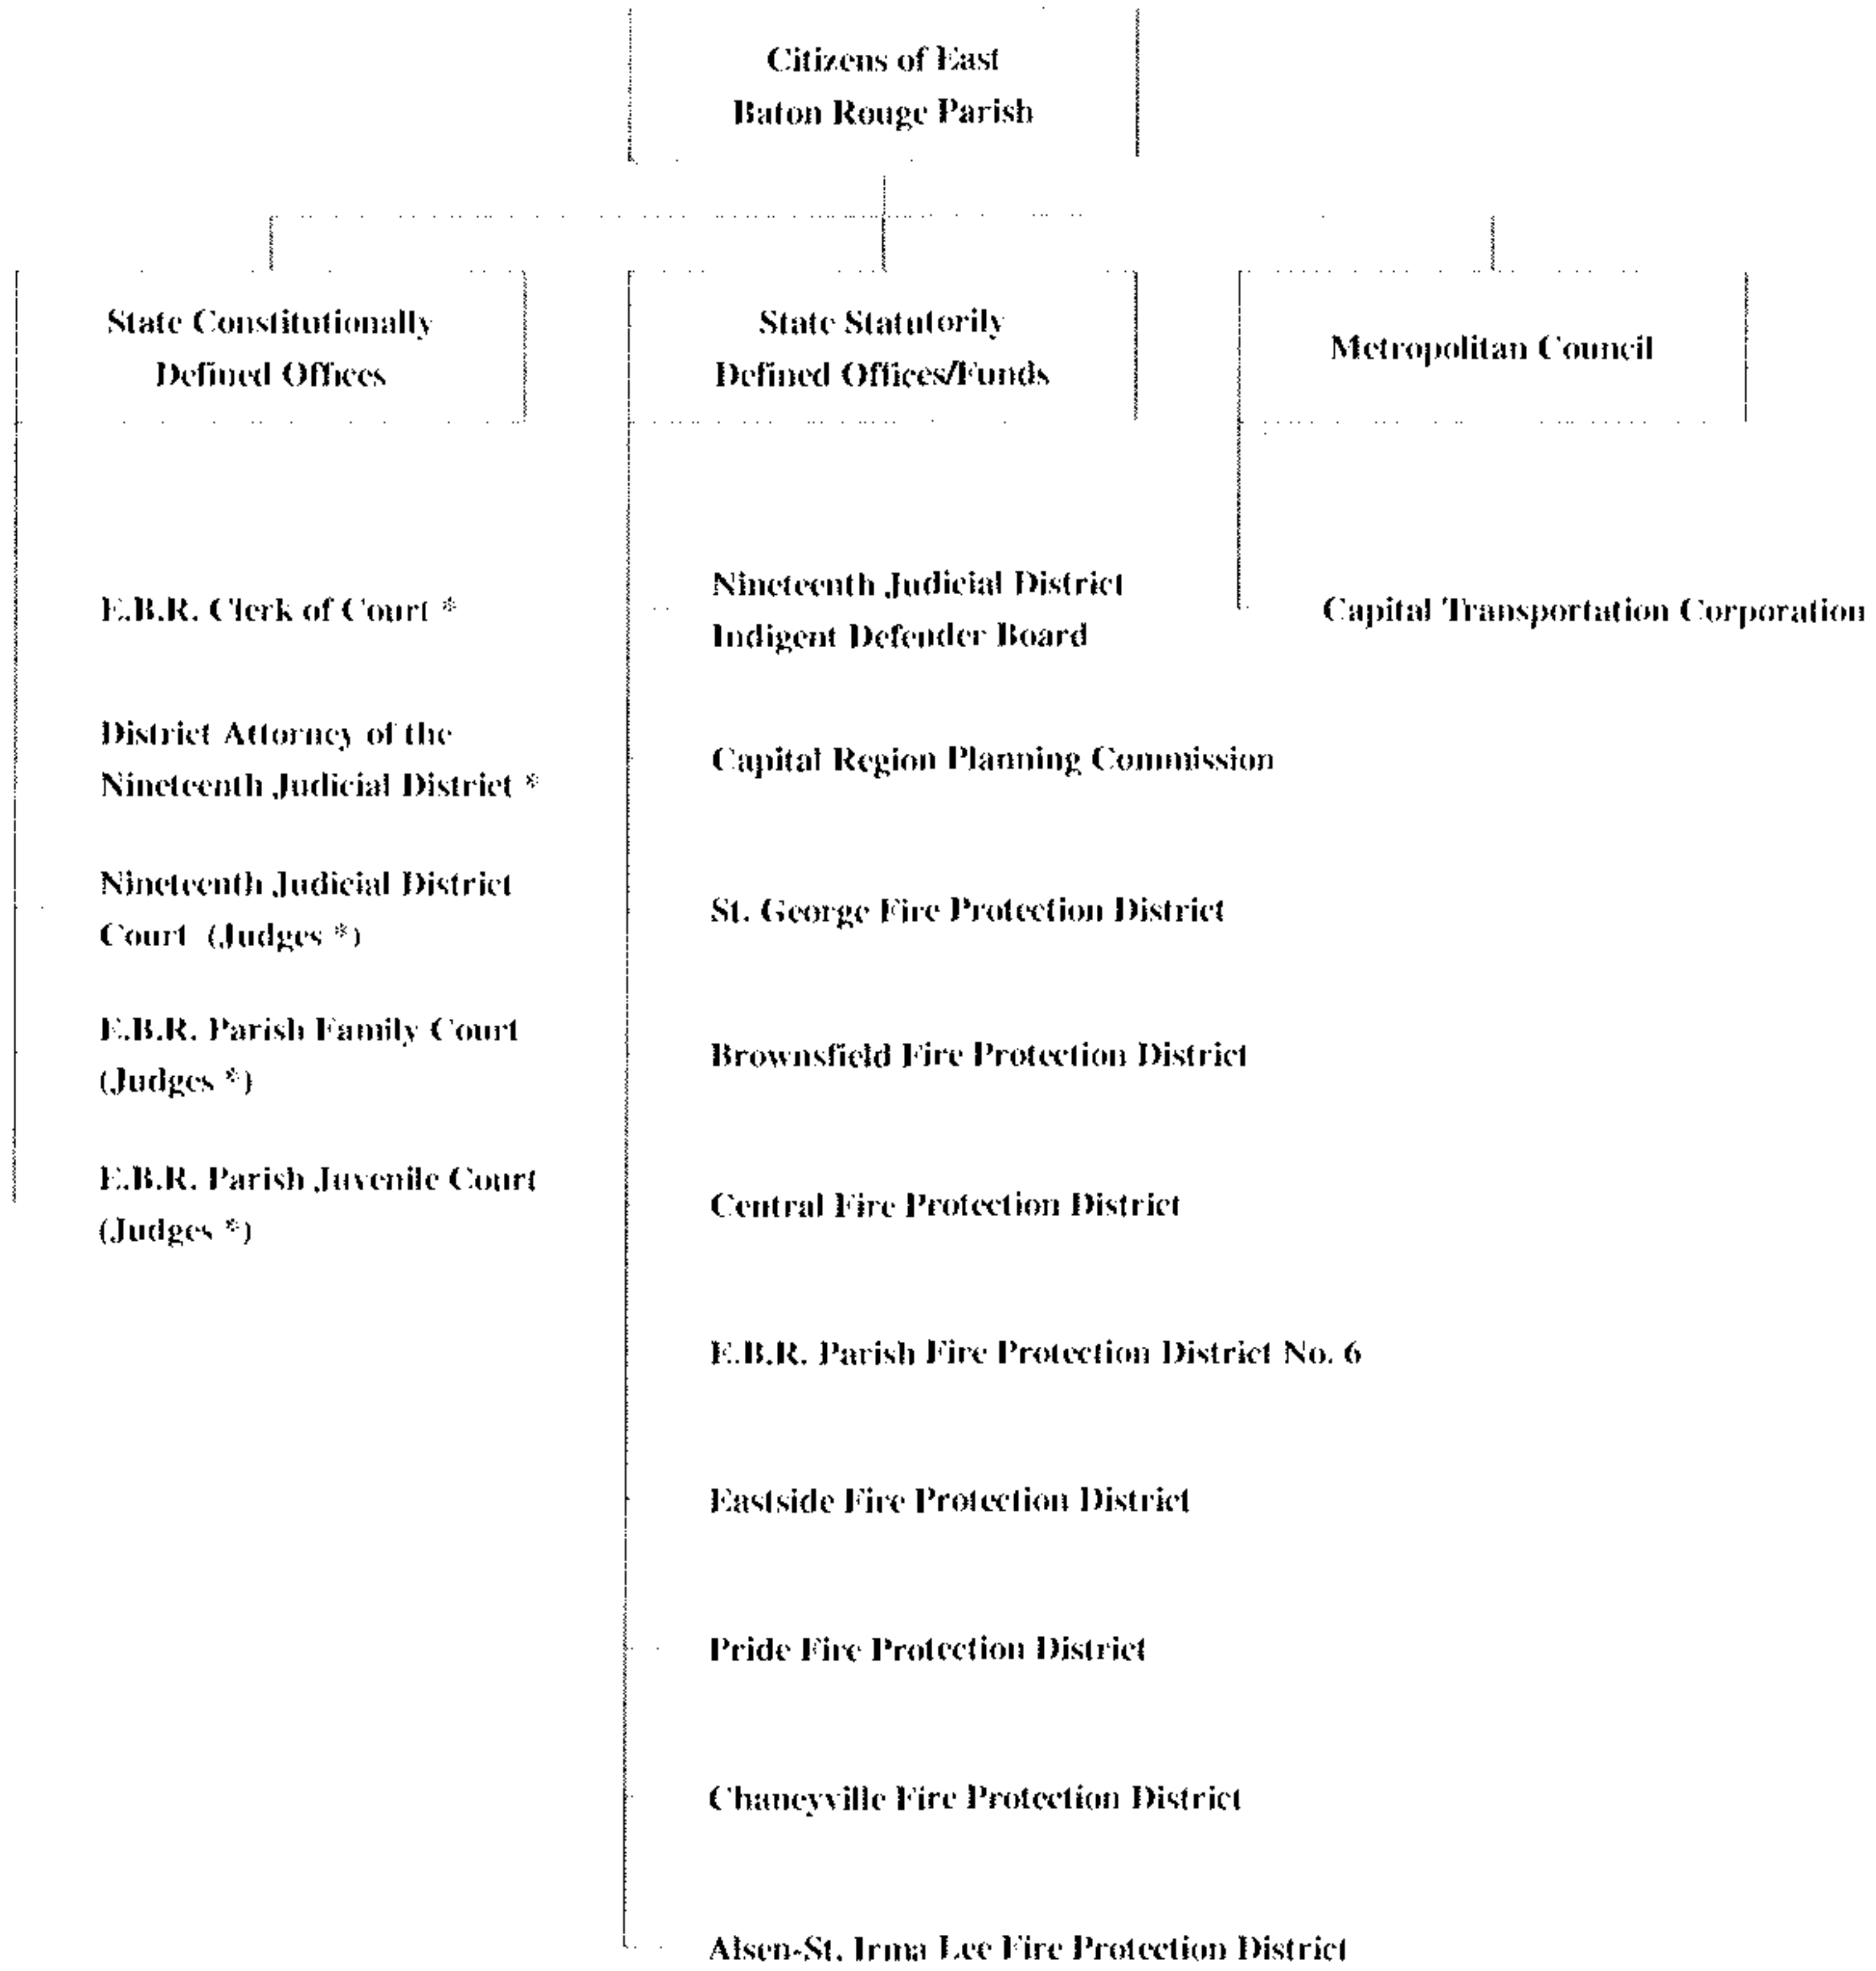 Citizens of East
Baton Rouge Parish
State Constitutionally
Defined Offices
State Statutorily
Defined Offices/Funds
Metropolitan Council
E.B.R. Clerk of Court *
District Attorney of the
Nineteenth Judicial District *
Nineteenth Judicial District
Court (Judges *)
E.B.R. Parish Family Court
(Judges *)
E.B.R. Parish Juvenile Court
(Judges *)
Nineteenth Judicial District
Indigent Defender Board
Capital Region Planning Commission
St. George Fire Protection District
Brownsfield Fire Protection District
Central Fire Protection District
E.B.R. Parish Fire Protection District No. 6
Eastside Fire Protection District
Pride Fire Protection District
Chaneyville Fire Protection District
Alsen-St. Irma Lee Fire Protection District
Capital Transportation Corporation